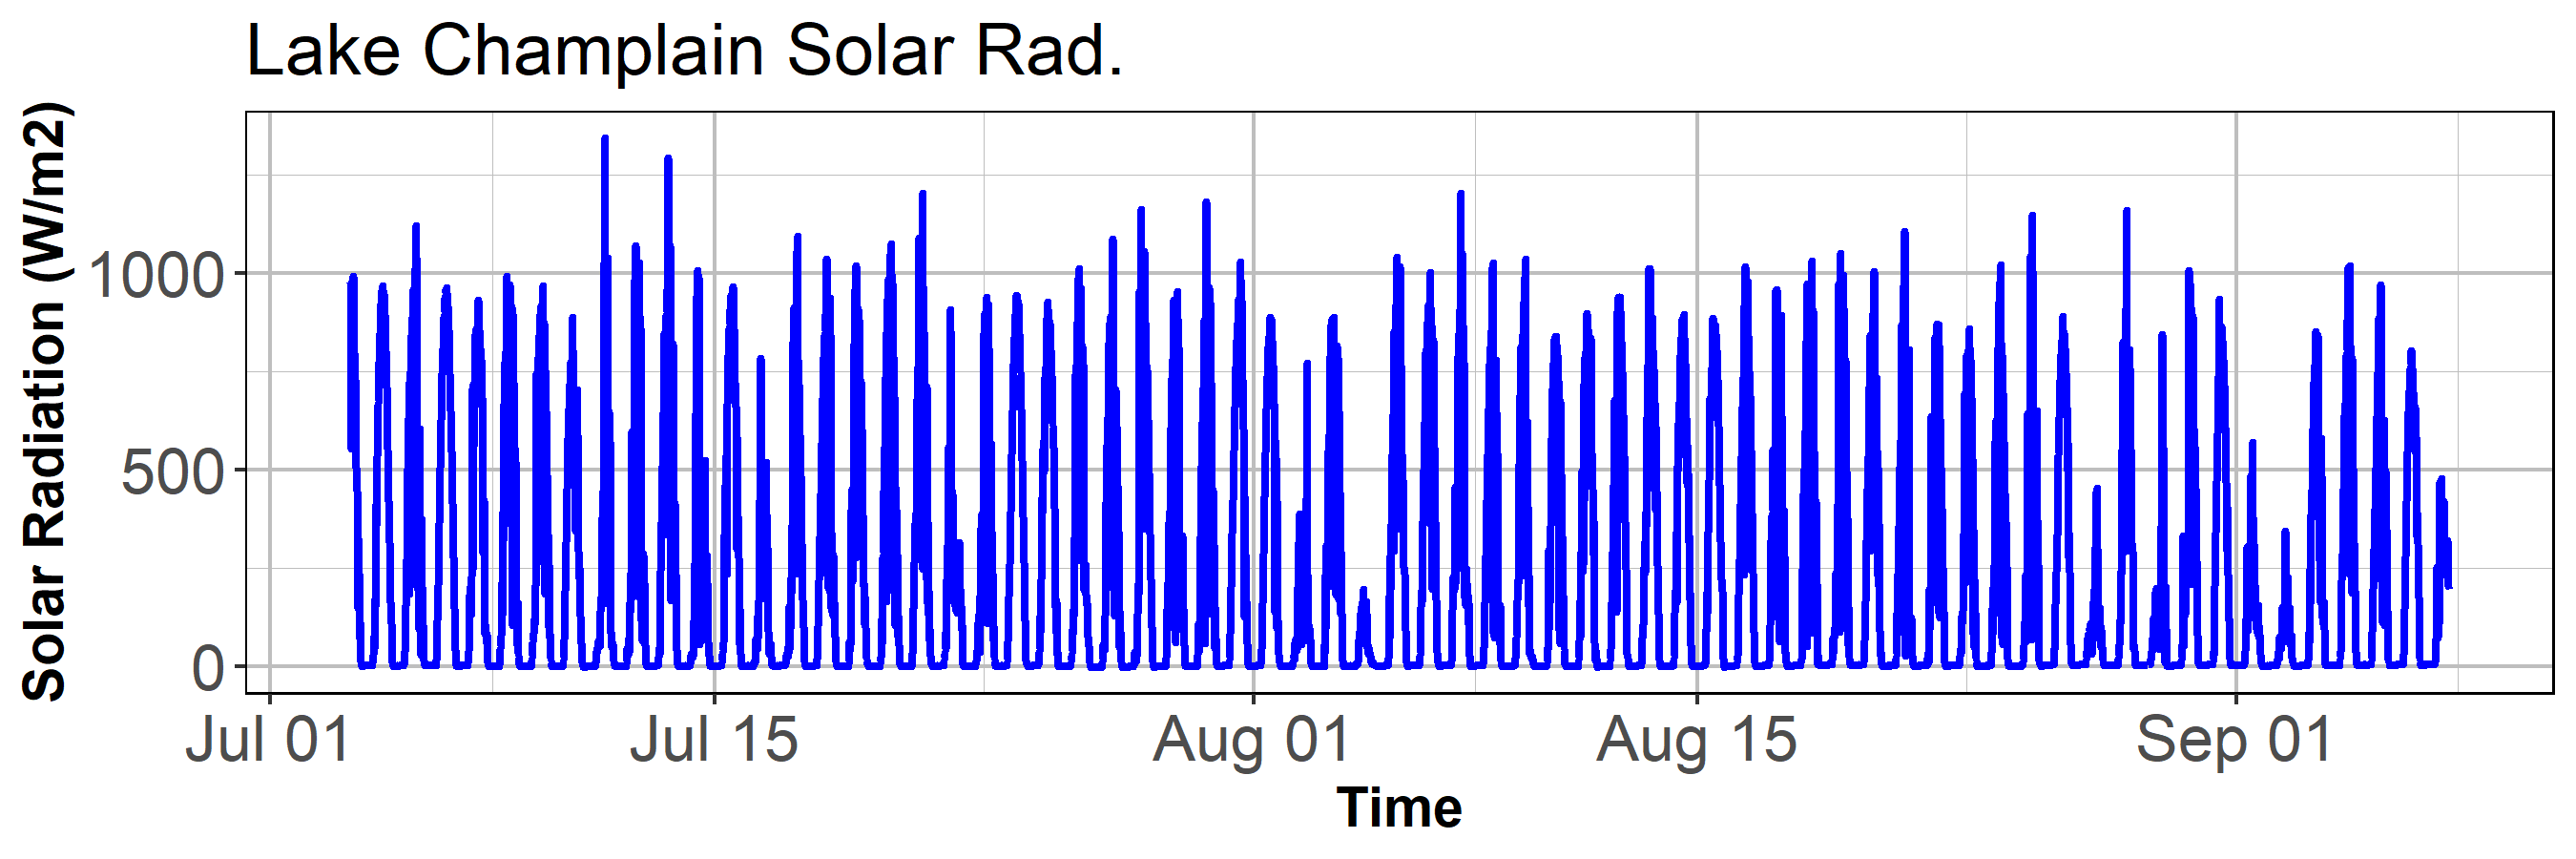 Lake Champlain Solar Rad.
Solar Radiation (W/m2)
1000
500
0
Jul 01
Jul 15
Aug 01
Aug 15
Sep 01
Time